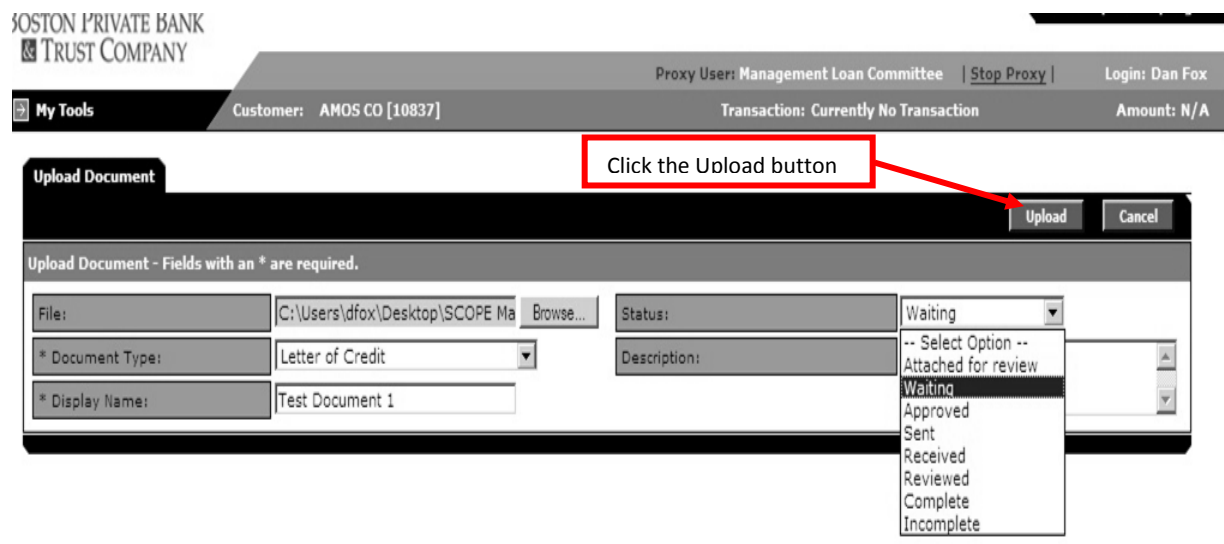 BOSTON PRIVATE BANK
& TRUST COMPANY
Proxy User: Management Loan Committee | Stop Proxy | Login: Dan Fox
My Tools Customer: AMOS CO [10837] Transaction: Currently No Transaction Amount: N/A
Click the Upload button
Upload Document
Upload Cancel
Upload Document - Fields with an * are required.
File: C:\Users\dfox\Desktop\SCOPE Ma Browse... Status: Waiting
* Document Type: Letter of Credit Description:
* Display Name: Test Document 1
-- Select Option --
Attached for review
Waiting
Approved
Sent
Received
Reviewed
Complete
Incomplete